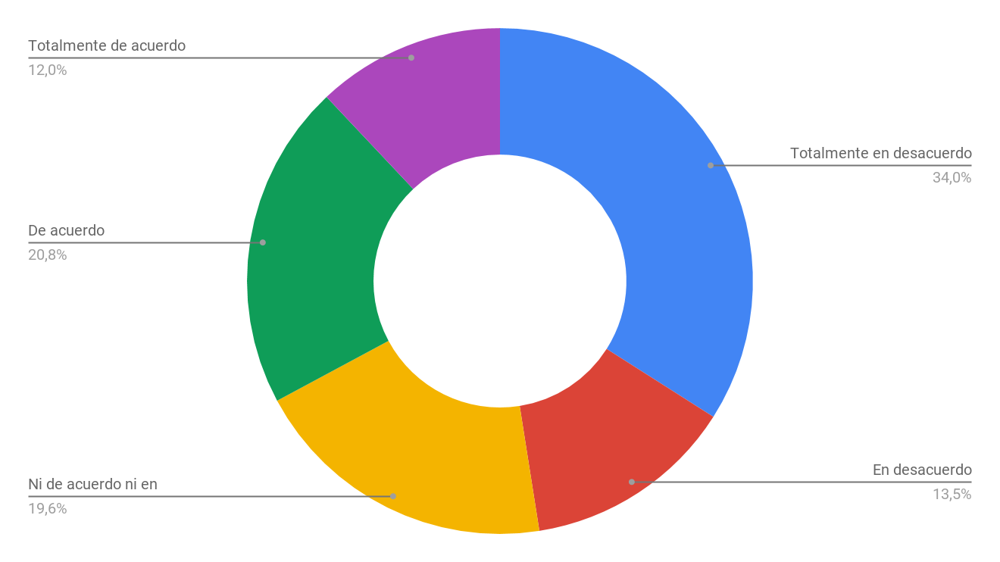 Totalmente de acuerdo
12,0%
Totalmente en desacuerdo
34,0%
De acuerdo
20,8%
En desacuerdo
13,5%
Ni de acuerdo ni en
19,6%